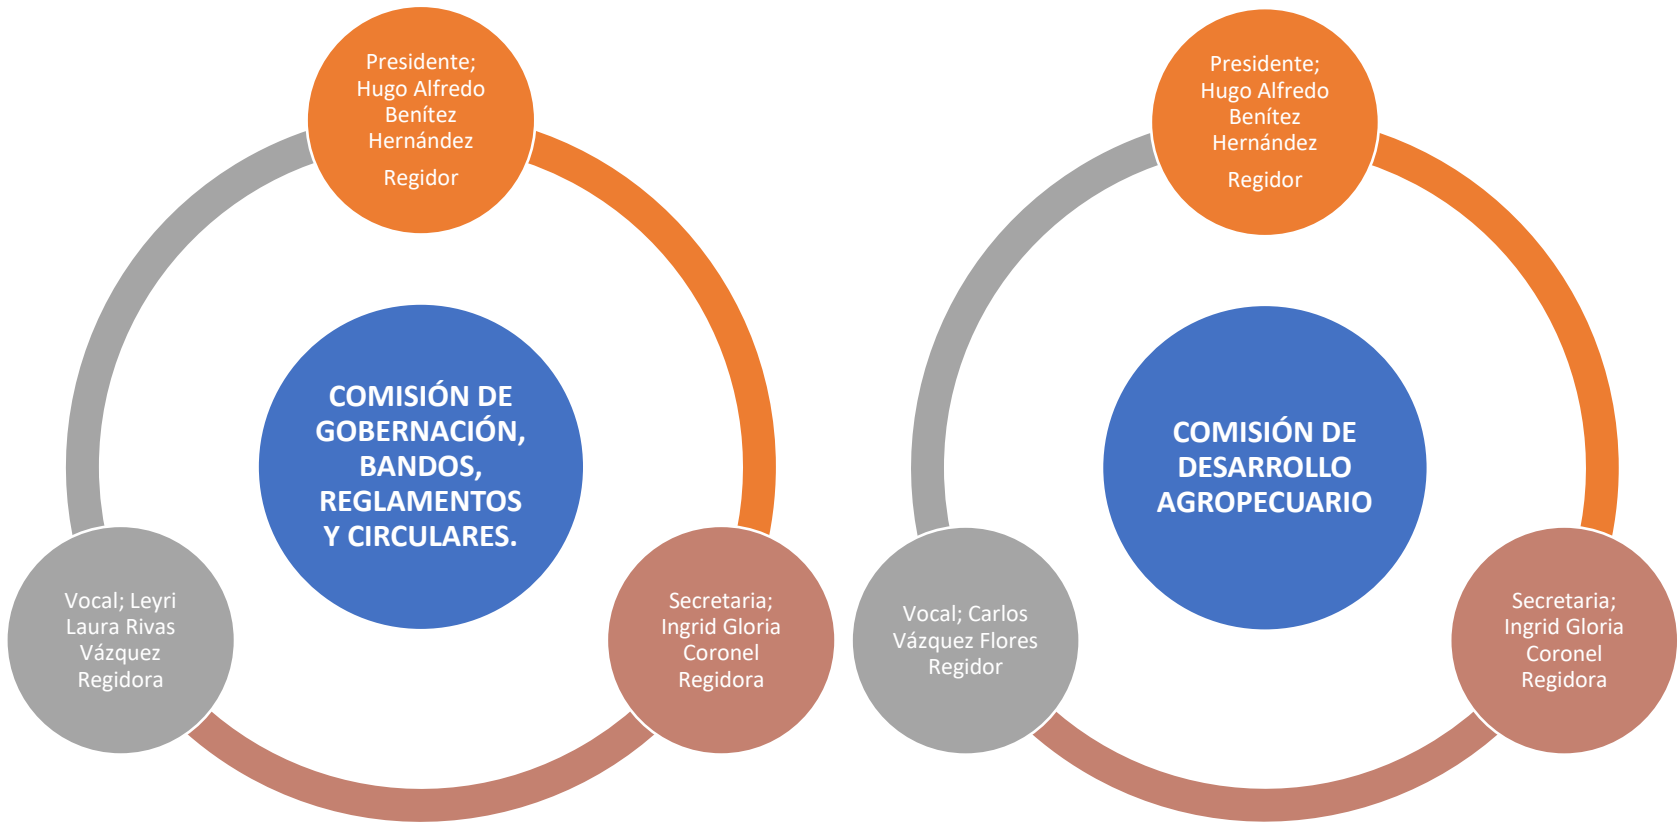 Presidente;
Hugo Alfredo
Benítez
Hernández
Regidor
COMISIÓN DE
GOBERNACIÓN,
BANDOS,
REGLAMENTOS
Y CIRCULARES.
Vocal; Leyri
Laura Rivas
Vázquez
Regidora
Secretaria;
Ingrid Gloria
Coronel
Regidora
Presidente;
Hugo Alfredo
Benítez
Hernández
Regidor
COMISIÓN DE
DESARROLLO
AGROPECUARIO
Vocal; Carlos
Vázquez Flores
Regidor
Secretaria;
Ingrid Gloria
Coronel
Regidora